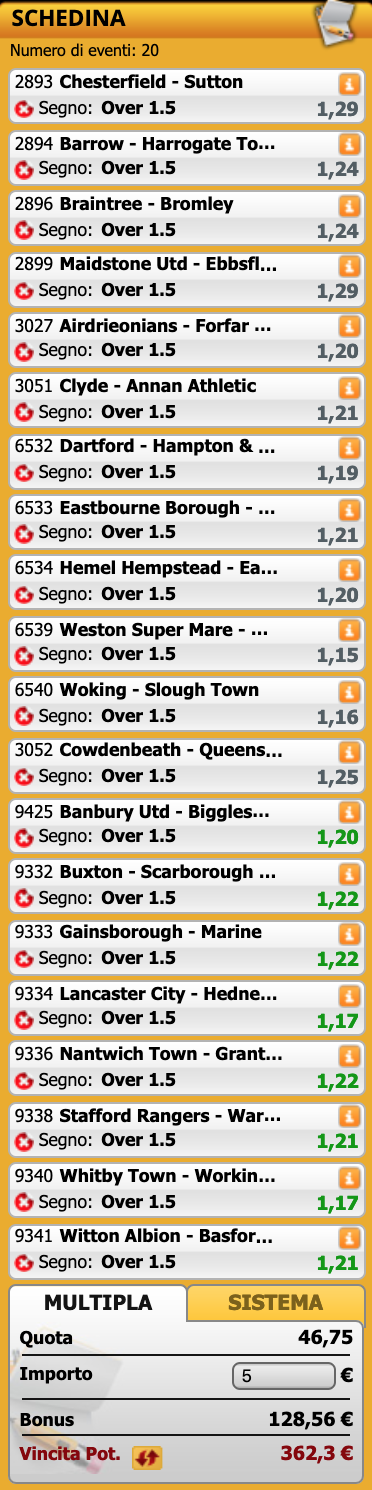 SCHEDINA
Numero di eventi: 20
2893 Chesterfield - Sutton
Segno: Over 1.5 1,29
2894 Barrow - Harrogate To...
Segno: Over 1.5 1,24
2896 Braintree - Bromley
Segno: Over 1.5 1,24
2899 Maidstone Utd - Ebbsfl...
Segno: Over 1.5 1,29
3027 Airdrieonians - Forfar ...
Segno: Over 1.5 1,20
3051 Clyde - Annan Athletic
Segno: Over 1.5 1,21
6532 Dartford - Hampton & ...
Segno: Over 1.5 1,19
6533 Eastbourne Borough - ...
Segno: Over 1.5 1,21
6534 Hemel Hempstead - Ea...
Segno: Over 1.5 1,20
6539 Weston Super Mare - ...
Segno: Over 1.5 1,15
6540 Woking - Slough Town
Segno: Over 1.5 1,16
3052 Cowdenbeath - Queens...
Segno: Over 1.5 1,25
9425 Banbury Utd - Biggles...
Segno: Over 1.5 1,20
9332 Buxton - Scarborough ...
Segno: Over 1.5 1,22
9333 Gainsborough - Marine
Segno: Over 1.5 1,22
9334 Lancaster City - Hedne...
Segno: Over 1.5 1,17
9336 Nantwich Town - Grant...
Segno: Over 1.5 1,22
9338 Stafford Rangers - War...
Segno: Over 1.5 1,21
9340 Whitby Town - Workin...
Segno: Over 1.5 1,17
9341 Witton Albion - Basfor...
Segno: Over 1.5 1,21
MULTIPLA SISTEMA
Quota 46,75
Importo 5 €
Bonus 128,56 €
Vincita Pot. 362,3 €